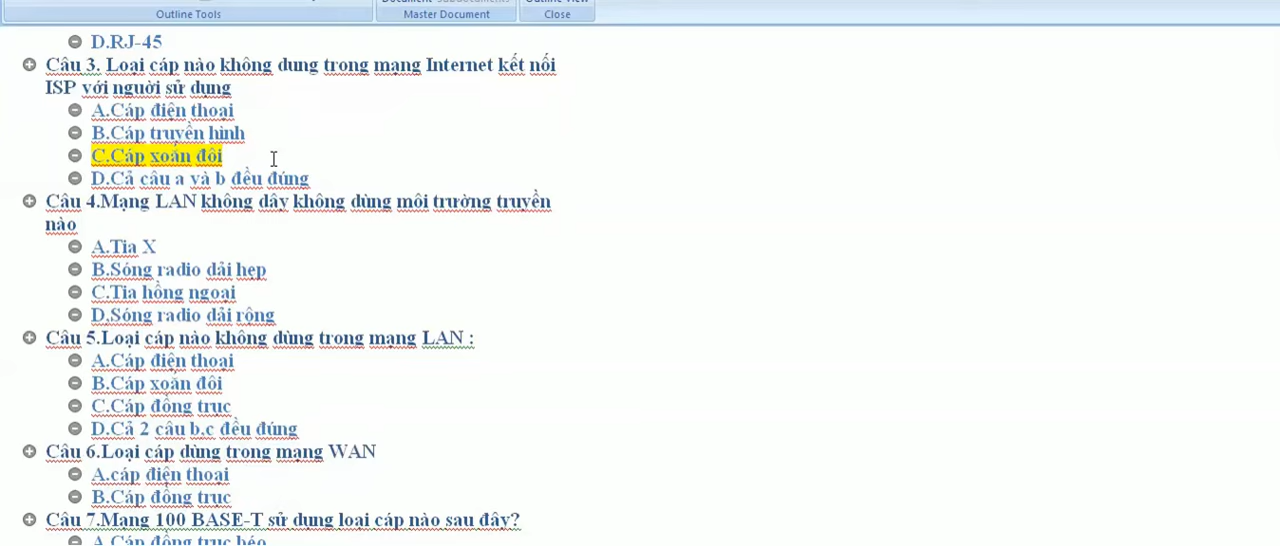 Outline Tools
Master Document
Close
D.RJ-45
Câu 3. Loại cáp nào không dung trong mạng Internet kết nối
ISP với nguời sử dụng
A.Cáp điện thoại
B.Cáp truyền hình
C.Cáp xoắn đôi
D.Cả câu a và b đều đúng
Câu 4.Mạng LAN không dây không dùng môi trường truyền
nào
A.Tia X
B.Sóng radio dải hẹp
C.Tia hồng ngoại
D.Sóng radio dải rộng
Câu 5.Loại cáp nào không dùng trong mạng LAN :
A.Cáp điện thoại
B.Cáp xoắn đôi
C.Cáp đồng trục
D.Cả 2 câu b,c đều đúng
Câu 6.Loại cáp dùng trong mạng WAN
A.cáp điện thoại
B.Cáp đồng trục
Câu 7.Mạng 100 BASE-T sử dụng loại cáp nào sau đây?
A.Cáp đồng trục béo